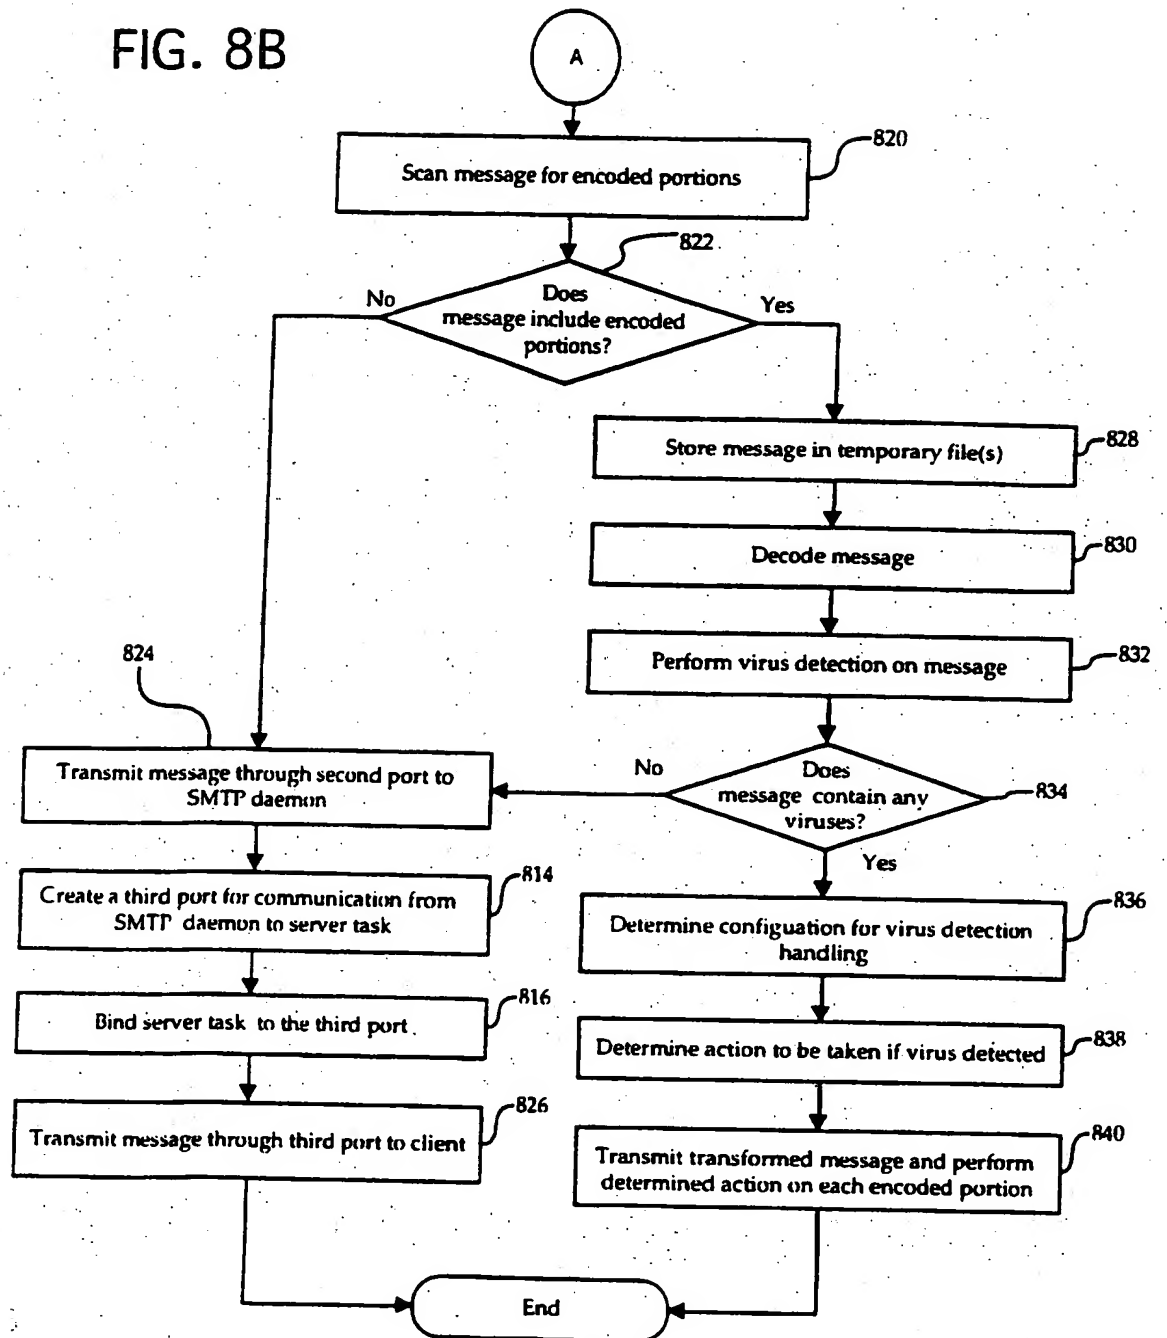 FIG. 8B
A
820
Scan message for encoded portions
822
No
Does
message include encoded
portions?
Yes
Store message in temporary file(s)
828
Decode message
830
Perform virus detection on message
832
824
Transmit message through second port to
SMTP daemon
No
Does
message contain any
viruses?
834
Yes
Create a third port for communication from
SMTP daemon to server task
814
Determine configuation for virus detection
handling
836
Bind server task to the third port
816
Determine action to be taken if virus detected
838
Transmit message through third port to client
826
Transmit transformed message and perform
determined action on each encoded portion
840
End